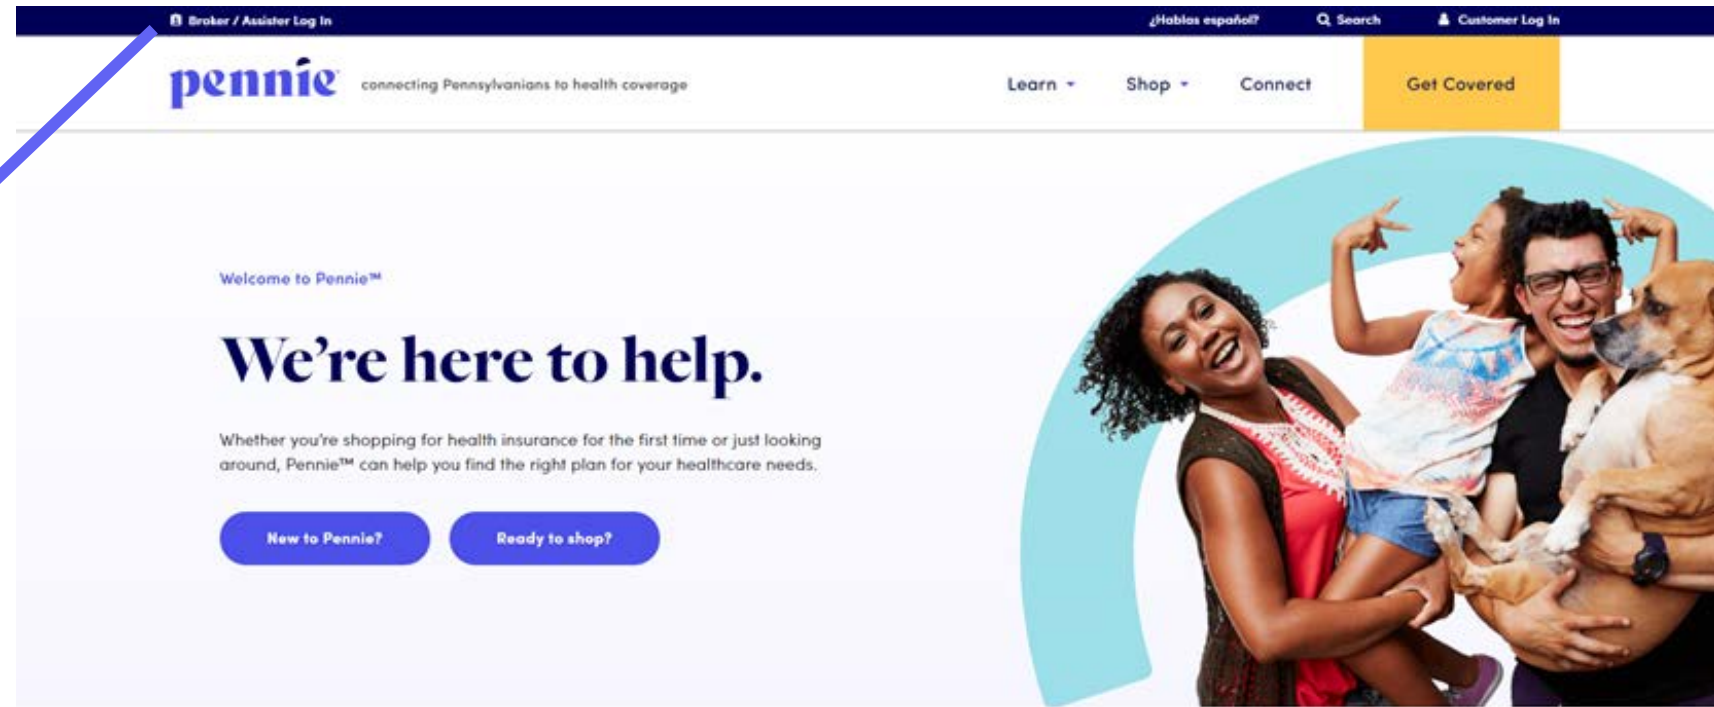 Broker / Assister Log In
¿Hablas español?
Search
Customer Log In
pennie
connecting Pennsylvanians to health coverage
Learn
Shop
Connect
Get Covered
Welcome to Pennie™
We're here to help.
Whether you're shopping for health insurance for the first time or just looking
around, Pennie™ can help you find the right plan for your healthcare needs.
New to Pennie?
Ready to shop?